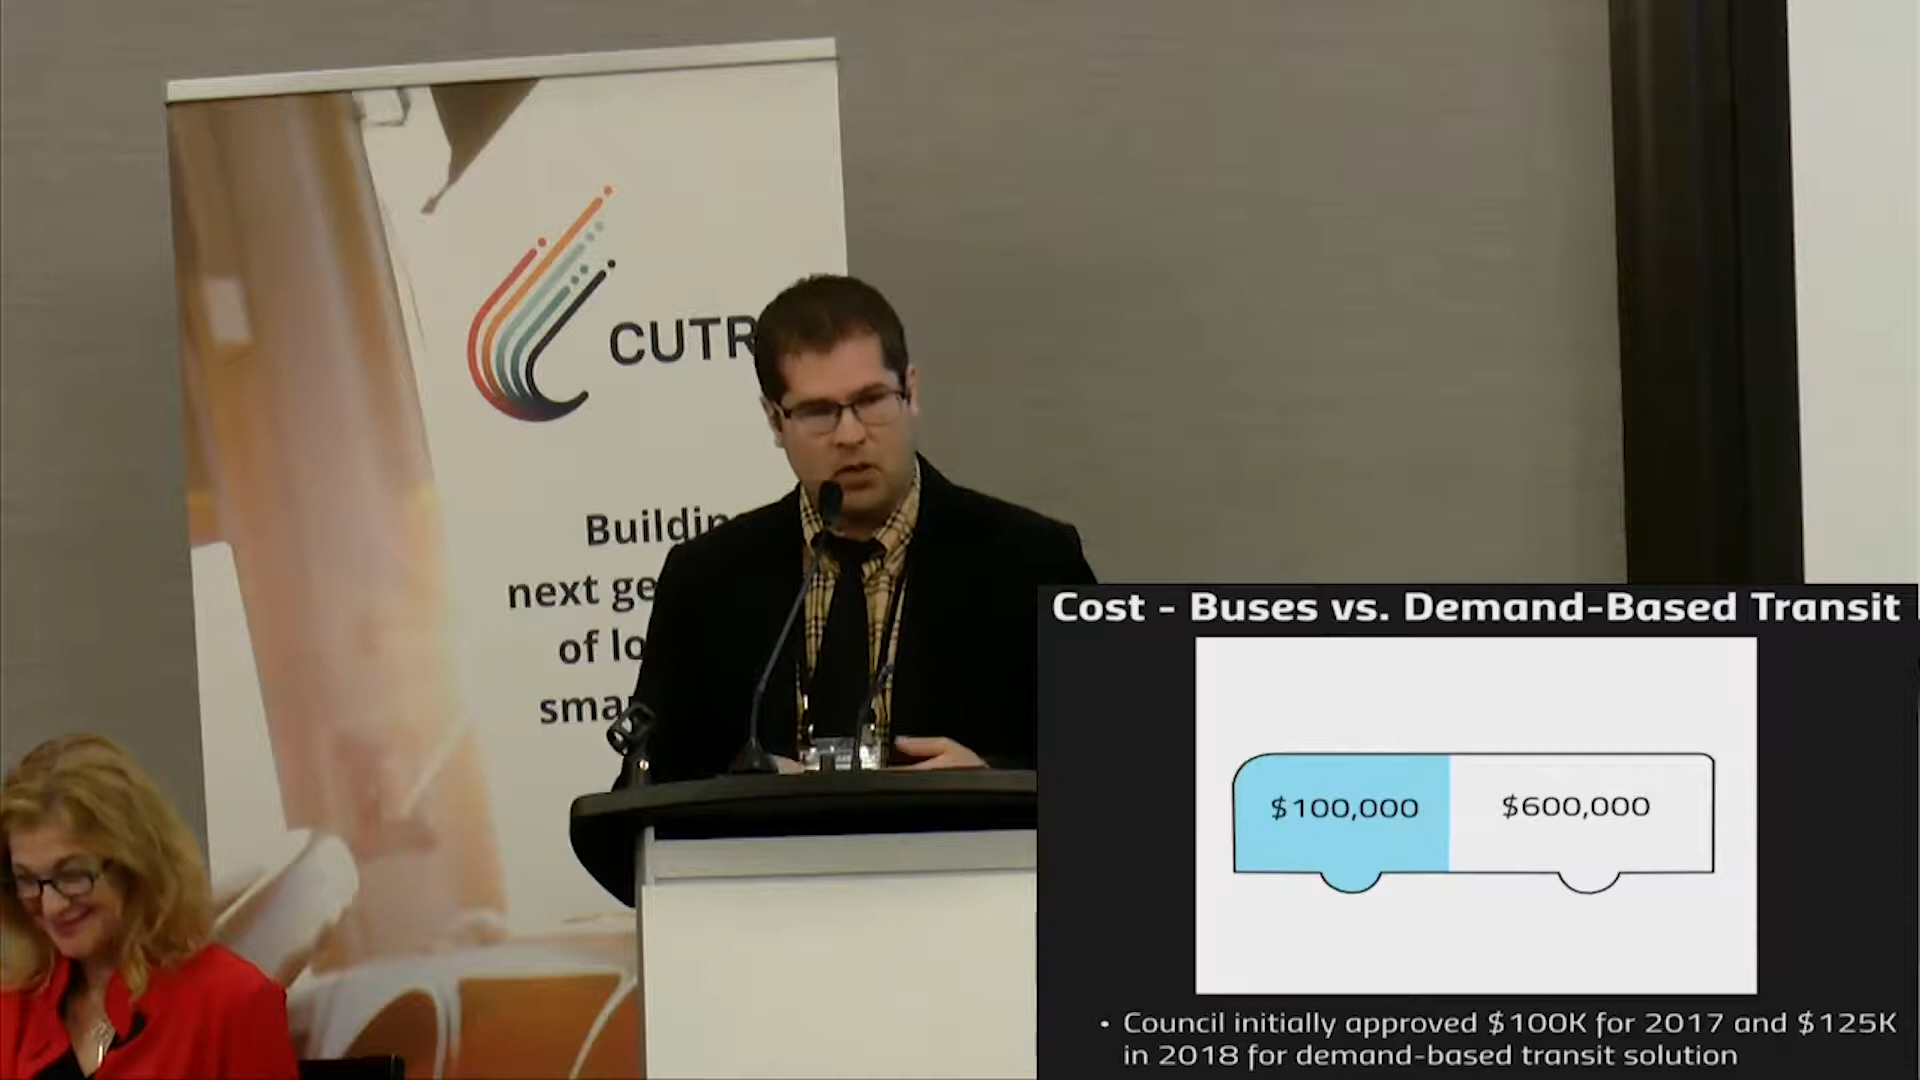 CUTR
Buildin
next ge
of lo
smar
Cost - Buses vs. Demand-Based Transit
$100,000 $600,000
• Council initially approved $100K for 2017 and $125K
in 2018 for demand-based transit solution